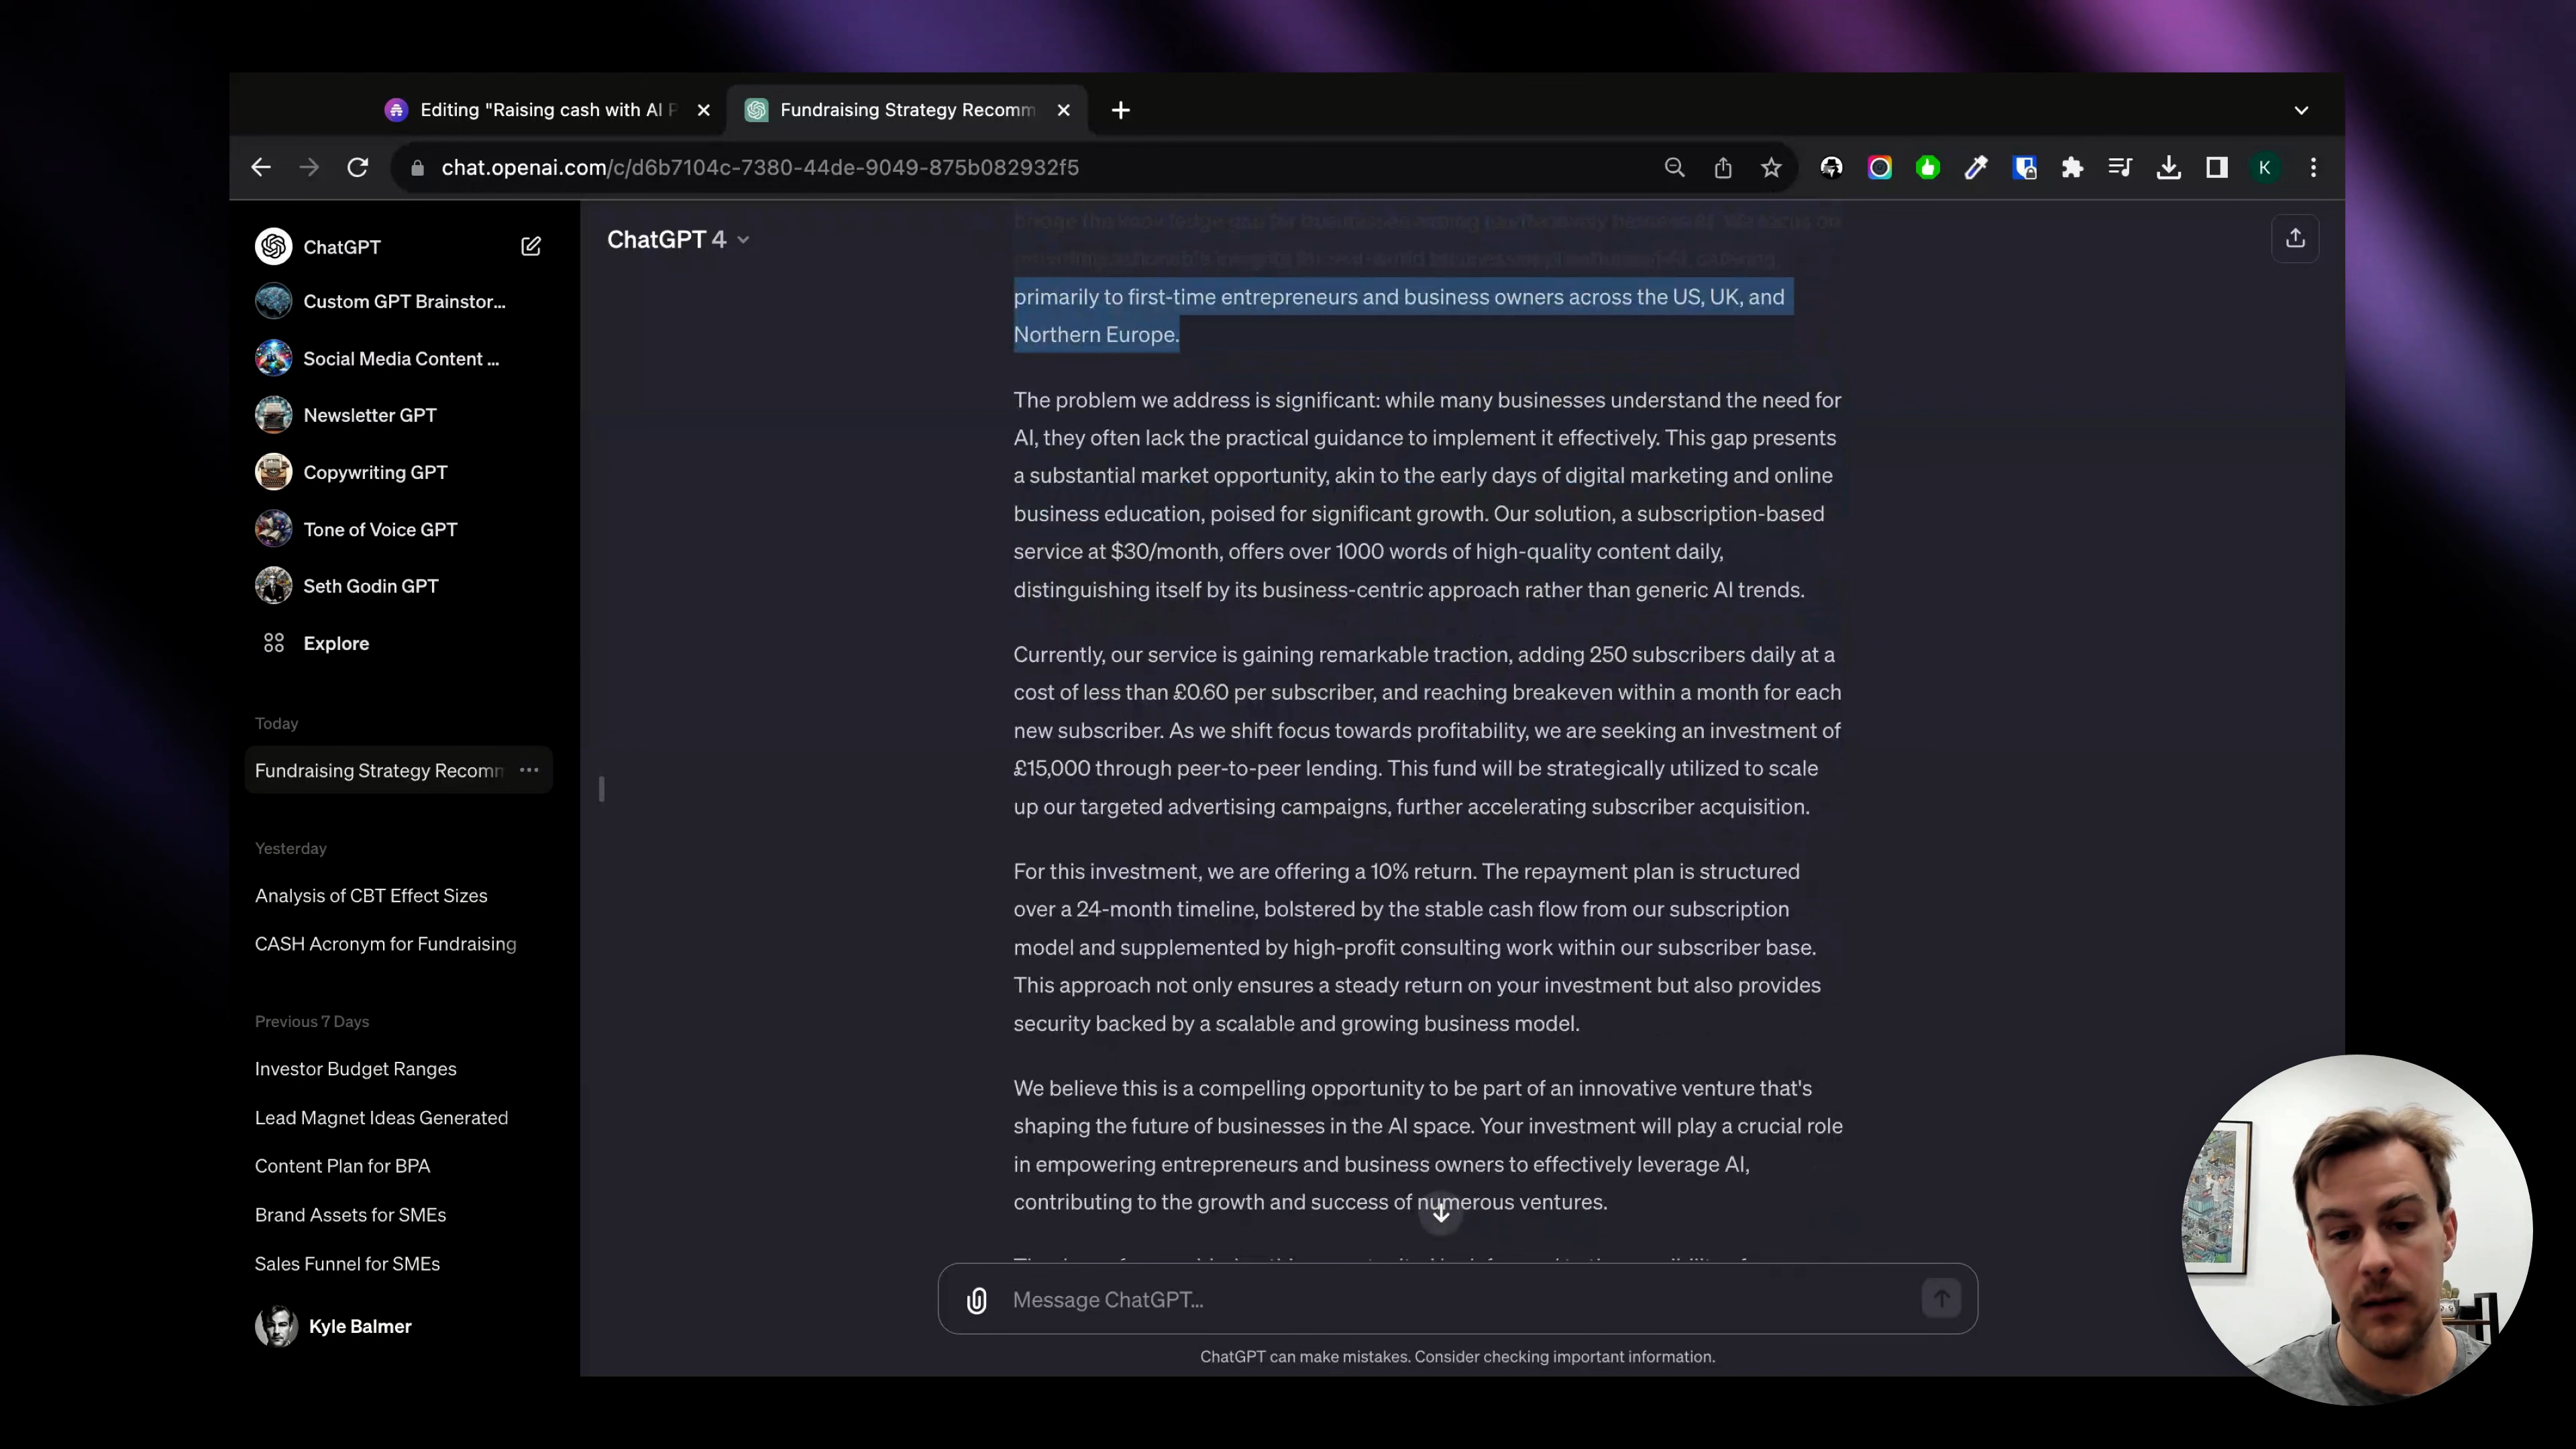 Editing "Raising cash with AI P
Fundraising Strategy Recomm
chat.openai.com/c/d6b7104c-7380-44de-9049-875b082932f5
K
ChatGPT
Custom GPT Brainstor...
Social Media Content ...
Newsletter GPT
Copywriting GPT
Tone of Voice GPT
Seth Godin GPT
Explore
Today
Fundraising Strategy Recomm
Yesterday
Analysis of CBT Effect Sizes
CASH Acronym for Fundraising
Previous 7 Days
Investor Budget Ranges
Lead Magnet Ideas Generated
Content Plan for BPA
Brand Assets for SMEs
Sales Funnel for SMEs
Kyle Balmer
ChatGPT 4
primarily to first-time entrepreneurs and business owners across the US, UK, and
Northern Europe.
The problem we address is significant: while many businesses understand the need for
AI, they often lack the practical guidance to implement it effectively. This gap presents
a substantial market opportunity, akin to the early days of digital marketing and online
business education, poised for significant growth. Our solution, a subscription-based
service at $30/month, offers over 1000 words of high-quality content daily,
distinguishing itself by its business-centric approach rather than generic AI trends.
Currently, our service is gaining remarkable traction, adding 250 subscribers daily at a
cost of less than £0.60 per subscriber, and reaching breakeven within a month for each
new subscriber. As we shift focus towards profitability, we are seeking an investment of
£15,000 through peer-to-peer lending. This fund will be strategically utilized to scale
up our targeted advertising campaigns, further accelerating subscriber acquisition.
For this investment, we are offering a 10% return. The repayment plan is structured
over a 24-month timeline, bolstered by the stable cash flow from our subscription
model and supplemented by high-profit consulting work within our subscriber base.
This approach not only ensures a steady return on your investment but also provides
security backed by a scalable and growing business model.
We believe this is a compelling opportunity to be part of an innovative venture that's
shaping the future of businesses in the AI space. Your investment will play a crucial role
in empowering entrepreneurs and business owners to effectively leverage AI,
contributing to the growth and success of numerous ventures.
Message ChatGPT...
ChatGPT can make mistakes. Consider checking important information.